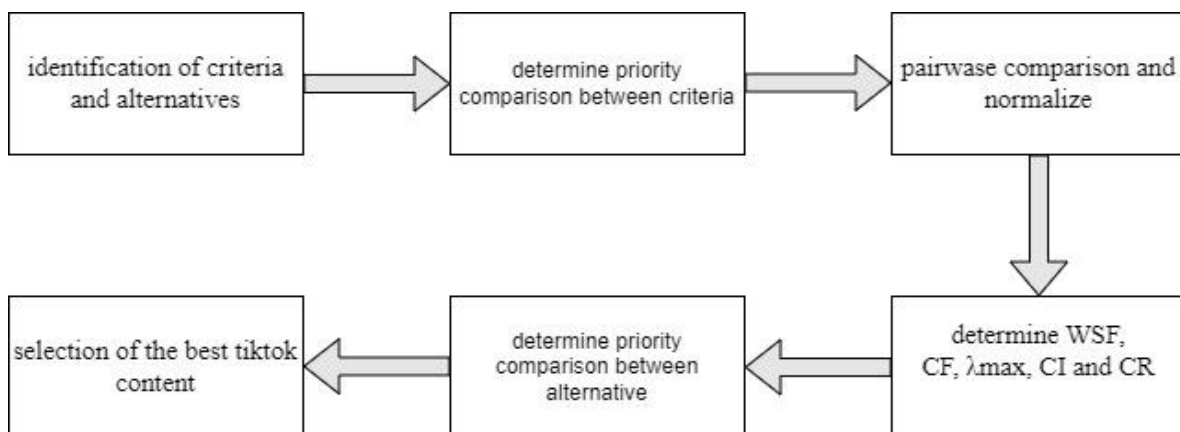 identification of criteria
and alternatives
determine priority
comparison between criteria
pairwase comparison and
normalize
determine WSF,
CF, λmax, CI and CR
determine priority
comparison between
alternative
selection of the best tiktok
content